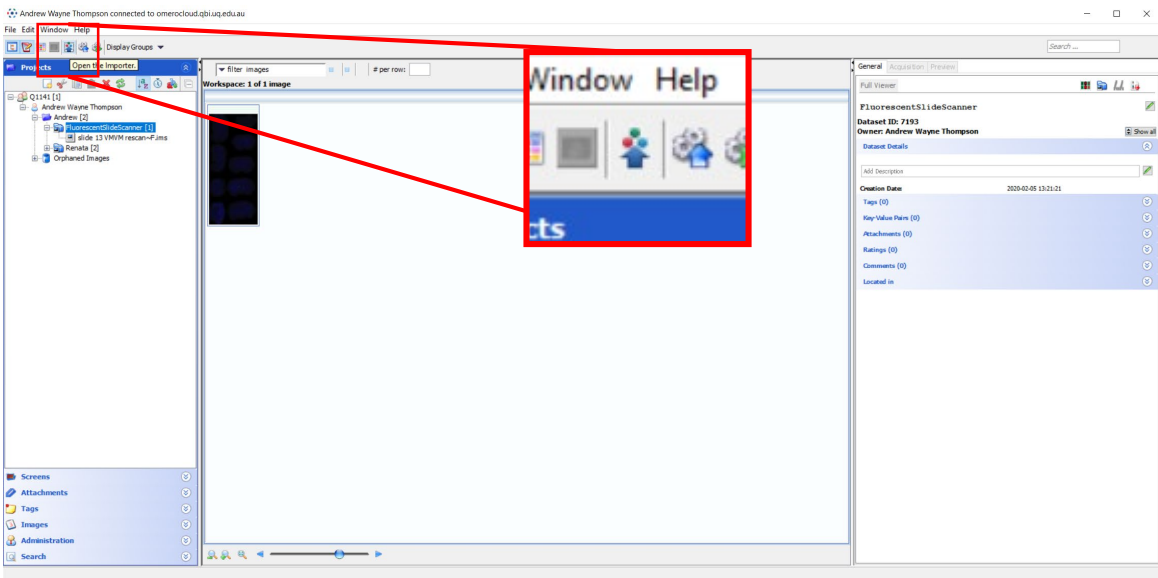 Andrew Wayne Thompson connected to omerocloud.qbi.uq.edu.au
File Edit Window Help
Display Groups
Search ...
Projects
Open the Importer.
Q1141 [1]
Andrew Wayne Thompson
Andrew [2]
FluorescentSlideScanner [1]
slide 13 VMVM rescan~F.ims
Renata [2]
Orphaned Images
Screens
Attachments
Tags
Images
Administration
Search
filter images
# per row:
Workspace: 1 of 1 image
Window Help
cts
General Acquisition Preview
Full Viewer
FluorescentSlideScanner
Dataset ID: 7193
Owner: Andrew Wayne Thompson
Show all
Dataset Details
Add Description
Creation Date: 2020-02-05 13:21:21
Tags (0)
Key-Value Pairs (0)
Attachments (0)
Ratings (0)
Comments (0)
Located in